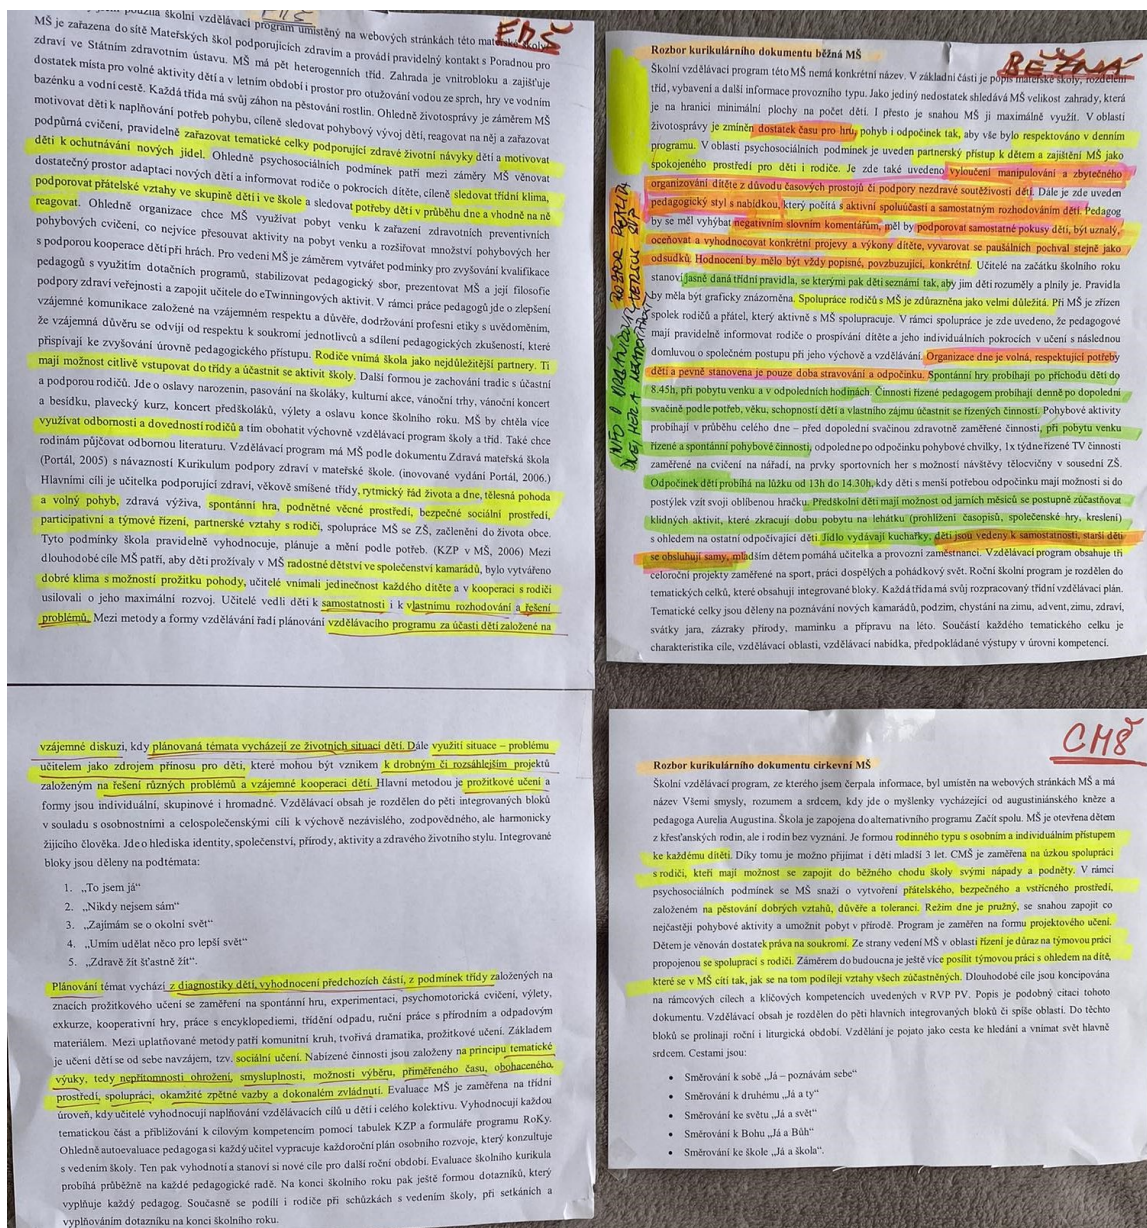 EMŠ
školní vzdělávací program umístěný na webových stránkách této mateřské školy.
MŠ je zařazena do sítě Mateřských škol podporujících zdravím a provádí pravidelný kontakt s Poradnou pro
zdraví ve Státním zdravotním ústavu. MŠ má pět heterogenních tříd. Zahrada je vnitrobloku a zajišťuje
dostatek místa pro volné aktivity dětí a v letním období i prostor pro otužování vodou ze sprch, hry ve vodním
bazénku a vodní cestě. Každá třída má svůj záhon na pěstování rostlin. Ohledně životosprávy je záměrem MŠ
motivovat děti k naplňování potřeb pohybu, cíleně sledovat pohybový vývoj dětí, reagovat na něj a zařazovat
podpůrná cvičení, pravidelně zařazovat tematické celky podporující zdravé životní návyky dětí a motivovat
děti k ochutnávání nových jídel. Ohledně psychosociálních podmínek patří mezi záměry MŠ věnovat
dostatečný prostor adaptaci nových dětí a informovat rodiče o pokrocích dítěte, cíleně sledovat třídní klima,
podporovat přátelské vztahy ve skupině dětí i ve škole a sledovat potřeby dětí v průběhu dne a vhodně na ně
reagovat. Ohledně organizace chce MŠ využívat pobyt venku k zařazení zdravotních preventivních
pohybových cvičení, co nejvíce přesouvat aktivity na pobyt venku a rozšiřovat množství pohybových her
s podporou kooperace dětí při hrách. Pro vedení MŠ je záměrem vytvářet podmínky pro zvyšování kvalifikace
pedagogů s využitím dotačních programů, stabilizovat pedagogický sbor, prezentovat MŠ a její filosofie
podpory zdraví veřejnosti a zapojit učitele do eTwinningových aktivit. V rámci práce pedagogů jde o zlepšení
vzájemné komunikace založené na vzájemném respektu a důvěře, dodržování profesní etiky s uvědoměním,
že vzájemná důvěra se odvíjí od respektu k soukromí jednotlivců a sdílení pedagogických zkušeností, které
přispívají ke zvyšování úrovně pedagogického přístupu. Rodiče vnímá škola jako nejdůležitější partnery. Ti
mají možnost citlivě vstupovat do třídy a účastnit se aktivit školy. Další formou je zachování tradic s účastní
a podporou rodičů. Jde o oslavy narozenin, pasování na školáky, kulturní akce, vánoční trhy, vánoční koncert
a besídku, plavecký kurz, koncert předškoláků, výlety a oslavu konce školního roku. MŠ by chtěla více
využívat odbornosti a dovedností rodičů a tím obohatit výchovně vzdělávací program školy a tříd. Také chce
rodinám půjčovat odbornou literaturu. Vzdělávací program má MŠ podle dokumentu Zdravá mateřská škola
(Portál, 2005) s návazností Kurikulum podpory zdraví v mateřské škole. (inovované vydání Portál, 2006.)
Hlavními cíli je učitelka podporující zdraví, věkově smíšené třídy, rytmický řád života a dne, tělesná pohoda
a volný pohyb, zdravá výživa, spontánní hra, podnětné věcné prostředí, bezpečné sociální prostředí,
participativní a týmové řízení, partnerské vztahy s rodiči, spolupráce MŠ se ZŠ, začlenění do života obce.
Tyto podmínky škola pravidelně vyhodnocuje, plánuje a mění podle potřeb. (KZP v MŠ, 2006) Mezi
dlouhodobé cíle MŠ patří, aby děti prožívaly v MŠ radostné dětství ve společenství kamarádů, bylo vytvářeno
dobré klima s možností prožitku pohody, učitelé vnímali jedinečnost každého dítěte a v kooperaci s rodiči
usilovali o jeho maximální rozvoj. Učitelé vedli děti k samostatnosti i k vlastnímu rozhodování a řešení
problémů. Mezi metody a formy vzdělávání řadí plánování vzdělávacího programu za účasti dětí založené na
vzájemné diskuzi, kdy plánovaná témata vycházejí ze životních situací dětí. Dále využití situace – problému
učitelem jako zdrojem přínosu pro děti, které mohou být vznikem k drobným či rozsáhlejším projektů
založeným na řešení různých problémů a vzájemné kooperaci dětí. Hlavní metodou je prožitkové učení a
formy jsou individuální, skupinové i hromadné. Vzdělávací obsah je rozdělen do pěti integrovaných bloků
v souladu s osobnostními a celospolečenskými cíli k výchově nezávislého, zodpovědného, ale harmonicky
žijícího člověka. Jde o hlediska identity, společenství, přírody, aktivity a zdravého životního stylu. Integrované
bloky jsou děleny na podtémata:
1. „To jsem já“
2. „Nikdy nejsem sám“
3. „Zajímám se o okolní svět“
4. „Umím udělat něco pro lepší svět“
5. „Zdravě žít šťastně žít“.
Plánování témat vychází z diagnostiky dětí, vyhodnocení předchozích částí, z podmínek třídy založených na
znacích prožitkového učení se zaměření na spontánní hru, experimentaci, psychomotorická cvičení, výlety,
exkurze, kooperativní hry, práce s encyklopediemi, třídění odpadu, ruční práce s přírodním a odpadovým
materiálem. Mezi uplatňované metody patří komunitní kruh, tvořivá dramatika, prožitkové učení. Základem
je učení dětí se od sebe navzájem, tzv. sociální učení. Nabízené činnosti jsou založeny na principu tematické
výuky, tedy nepřítomnosti ohrožení, smysluplnosti, možnosti výběru, přiměřeného času, obohaceného
prostředí, spolupráci, okamžité zpětné vazby a dokonalém zvládnutí. Evaluace MŠ je zaměřena na třídní
úroveň, kdy učitelé vyhodnocují naplňování vzdělávacích cílů u dětí i celého kolektivu. Vyhodnocují každou
tematickou část a přibližování k cílovým kompetencím pomocí tabulek KZP a formuláře programu RoKy.
Ohledně autoevaluace pedagoga si každý učitel vypracuje každoroční plán osobního rozvoje, který konzultuje
s vedením školy. Ten pak vyhodnotí a stanoví si nové cíle pro další roční období. Evaluace školního kurikula
probíhá průběžně na každé pedagogické radě. Na konci školního roku pak ještě formou dotazníků, který
vyplňuje každý pedagog. Současně se podílí i rodiče při schůzkách s vedením školy, při setkáních a
vyplňováním dotazníku na konci školního roku.
BĚŽNÁ
Rozbor kurikulárního dokumentu běžná MŠ
Školní vzdělávací program této MŠ nemá konkrétní název. V základní části je popis mateřské školy, rozdělení
tříd, vybavení a další informace provozního typu. Jako jediný nedostatek shledává MŠ velikost zahrady, která
je na hranici minimální plochy na počet dětí. I přesto je snahou MŠ ji maximálně využít. V oblasti
životosprávy je zmíněn dostatek času pro hru, pohyb i odpočinek tak, aby vše bylo respektováno v denním
programu. V oblasti psychosociálních podmínek je uveden partnerský přístup k dětem a zajištění MŠ jako
spokojeného prostředí pro děti i rodiče. Je zde také uvedeno vyloučení manipulování a zbytečného
organizování dítěte z důvodu časových prostojů či podpory nezdravé soutěživosti dětí. Dále je zde uveden
pedagogický styl s nabídkou, který počítá s aktivní spoluúčastí a samostatným rozhodováním dětí. Pedagog
by se měl vyhýbat negativním slovním komentářům, měl by podporovat samostatné pokusy dětí, být uznalý,
oceňovat a vyhodnocovat konkrétní projevy a výkony dítěte, vyvarovat se paušálních pochval stejně jako
odsudků. Hodnocení by mělo být vždy popisné, povzbuzující, konkrétní. Učitelé na začátku školního roku
stanoví jasně daná třídní pravidla, se kterými pak děti seznámí tak, aby jim děti rozuměly a plnily je. Pravidla
by měla být graficky znázorněna. Spolupráce rodičů s MŠ je zdůrazněna jako velmi důležitá. Při MŠ je zřízen
spolek rodičů a přátel, který aktivně s MŠ spolupracuje. V rámci spolupráce je zde uvedeno, že pedagogové
mají pravidelně informovat rodiče o prospívání dítěte a jeho individuálních pokrocích v učení s následnou
domluvou o společném postupu při jeho výchově a vzdělávání. Organizace dne je volná, respektující potřeby
dětí a pevně stanovena je pouze doba stravování a odpočinku. Spontánní hry probíhají po příchodu dětí do
8.45h, při pobytu venku a v odpoledních hodinách. Činnosti řízené pedagogem probíhají denně po dopolední
svačině podle potřeb, věku, schopností dětí a vlastního zájmu účastnit se řízených činností. Pohybové aktivity
probíhají v průběhu celého dne – před dopolední svačinou zdravotně zaměřené činnosti, při pobytu venku
řízené a spontánní pohybové činnosti, odpoledne po odpočinku pohybové chvilky, 1x týdne řízené TV činnosti
zaměřené na cvičení na nářadí, na prvky sportovních her s možností návštěvy tělocvičny v sousední ZŠ.
Odpočinek dětí probíhá na lůžku od 13h do 14.30h, kdy děti s menší potřebou odpočinku mají možnost si do
postýlek vzít svoji oblíbenou hračku. Předškolní děti mají možnost od jarních měsíců se postupně zúčastňovat
klidných aktivit, které zkracují dobu pobytu na lehátku (prohlížení časopisů, společenské hry, kreslení)
s ohledem na ostatní odpočívající děti. Jídlo vydávají kuchařky, děti jsou vedeny k samostatnosti, starší děti
se obsluhují samy, mladším dětem pomáhá učitelka a provozní zaměstnanci. Vzdělávací program obsahuje tři
celoroční projekty zaměřené na sport, práci dospělých a pohádkový svět. Roční školní program je rozdělen do
tematických celků, které obsahují integrované bloky. Každá třída má svůj rozpracovaný třídní vzdělávací plán.
Tematické celky jsou děleny na poznávání nových kamarádů, podzim, chystání na zimu, advent, zimu, zdraví,
svátky jara, zázraky přírody, maminku a přípravu na léto. Součástí každého tematického celku je
charakteristika cíle, vzdělávací oblasti, vzdělávací nabídka, předpokládané výstupy v úrovni kompetencí.
CMŠ
Rozbor kurikulárního dokumentu církevní MŠ
Školní vzdělávací program, ze kterého jsem čerpala informace, byl umístěn na webových stránkách MŠ a má
název Všemi smysly, rozumem a srdcem, kdy jde o myšlenky vycházející od augustiniánského kněze a
pedagoga Aurelia Augustina. Škola je zapojena do alternativního programu Začít spolu. MŠ je otevřena dětem
z křesťanských rodin, ale i rodin bez vyznání. Je formou rodinného typu s osobním a individuálním přístupem
ke každému dítěti. Díky tomu je možno přijímat i děti mladší 3 let. CMŠ je zaměřena na úzkou spolupráci
s rodiči, kteří mají možnost se zapojit do běžného chodu školy svými nápady a podněty. V rámci
psychosociálních podmínek se MŠ snaží o vytvoření přátelského, bezpečného a vstřícného prostředí,
založeném na pěstování dobrých vztahů, důvěře a toleranci. Režim dne je pružný, se snahou zapojit co
nejčastěji pohybové aktivity a umožnit pobyt v přírodě. Program je zaměřen na formu projektového učení.
Dětem je věnován dostatek práva na soukromí. Ze strany vedení MŠ v oblasti řízení je důraz na týmovou práci
propojenou se spoluprací s rodiči. Záměrem do budoucna je ještě více posílit týmovou práci s ohledem na dítě,
které se v MŠ cítí tak, jak se na tom podílejí vztahy všech zúčastněných. Dlouhodobé cíle jsou koncipována
na rámcových cílech a klíčových kompetencích uvedených v RVP PV. Popis je podobný citaci tohoto
dokumentu. Vzdělávací obsah je rozdělen do pěti hlavních integrovaných bloků či spíše oblastí. Do těchto
bloků se prolínají roční i liturgická období. Vzdělání je pojato jako cesta ke hledání a vnímat svět hlavně
srdcem. Cestami jsou:
• Směrování k sobě „Já – poznávám sebe“
• Směrování k druhému „Já a ty“
• Směrování ke světu „Já a svět“
• Směrování k Bohu „Já a Bůh“
• Směrování ke škole „Já a škola“.